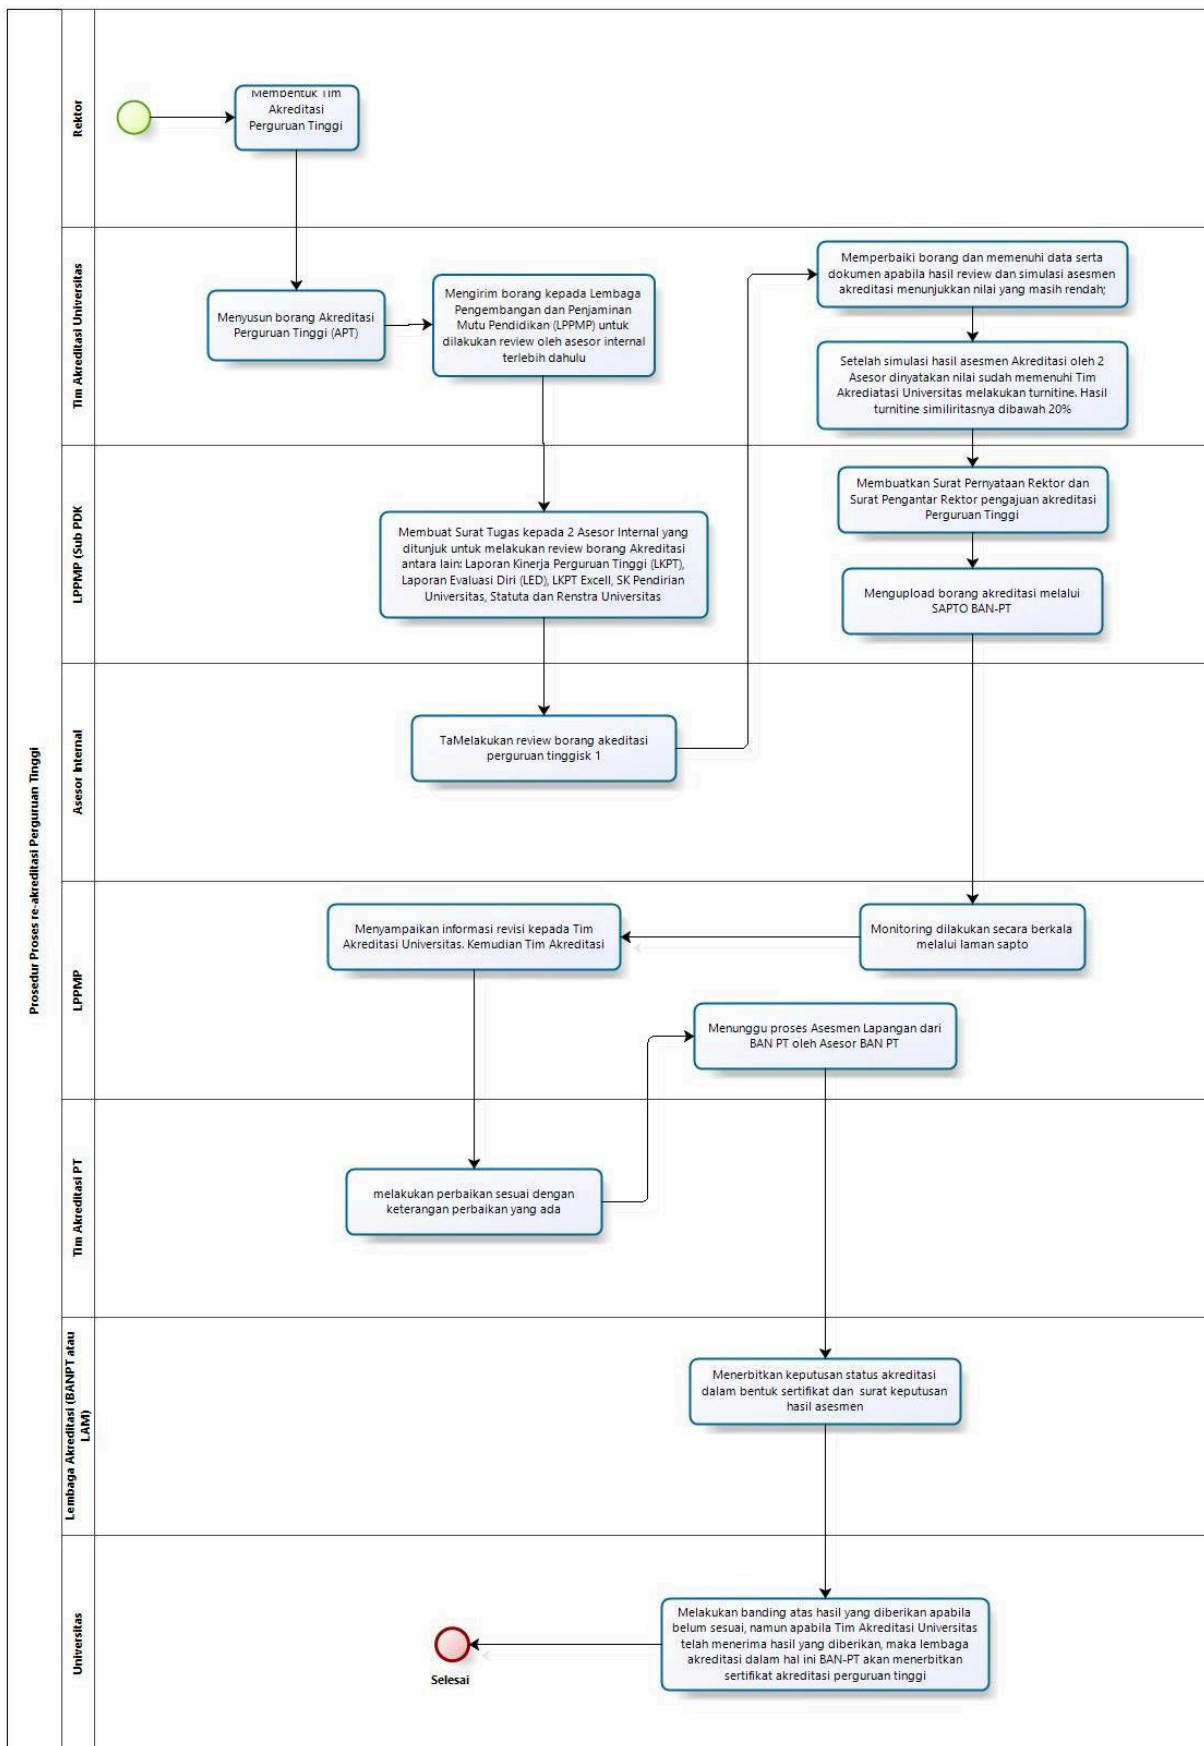 Prosedur Proses re-akreditasi Perguruan Tinggi
Rektor
Membentuk Tim
Akreditasi
Perguruan Tinggi
Tim Akreditasi Universitas
Menyusun borang Akreditasi
Perguruan Tinggi (APT)
Mengirim borang kepada Lembaga
Pengembangan dan Penjaminan
Mutu Pendidikan (LPPMP) untuk
dilakukan review oleh asesor internal
terlebih dahulu
Memperbaiki borang dan memenuhi data serta
dokumen apabila hasil review dan simulasi asesmen
akreditasi menunjukkan nilai yang masih rendah;
Setelah simulasi hasil asesmen Akreditasi oleh 2
Asesor dinyatakan nilai sudah memenuhi Tim
Akrediatasi Universitas melakukan turnitine. Hasil
turnitine similiritasnya dibawah 20%
LPPMP (Sub PDK
Membuat Surat Tugas kepada 2 Asesor Internal yang
ditunjuk untuk melakukan review borang Akreditasi
antara lain: Laporan Kinerja Perguruan Tinggi (LKPT),
Laporan Evaluasi Diri (LED), LKPT Excell, SK Pendirian
Universitas, Statuta dan Renstra Universitas
Membuatkan Surat Pernyataan Rektor dan
Surat Pengantar Rektor pengajuan akreditasi
Perguruan Tinggi
Mengupload borang akreditasi melalui
SAPTO BAN-PT
Asesor Internal
TaMelakukan review borang akeditasi
perguruan tinggisk 1
LPPMP
Menyampaikan informasi revisi kepada Tim
Akreditasi Universitas. Kemudian Tim Akreditasi
Monitoring dilakukan secara berkala
melalui laman sapto
Menunggu proses Asesmen Lapangan dari
BAN PT oleh Asesor BAN PT
Tim Akreditasi PT
melakukan perbaikan sesuai dengan
keterangan perbaikan yang ada
Lembaga Akreditasi (BANPT atau
LAM)
Menerbitkan keputusan status akreditasi
dalam bentuk sertifikat dan  surat keputusan
hasil asesmen
Universitas
Melakukan banding atas hasil yang diberikan apabila
belum sesuai, namun apabila Tim Akreditasi Universitas
telah menerima hasil yang diberikan, maka lembaga
akreditasi dalam hal ini BAN-PT akan menerbitkan
sertifikat akreditasi perguruan tinggi
Selesai